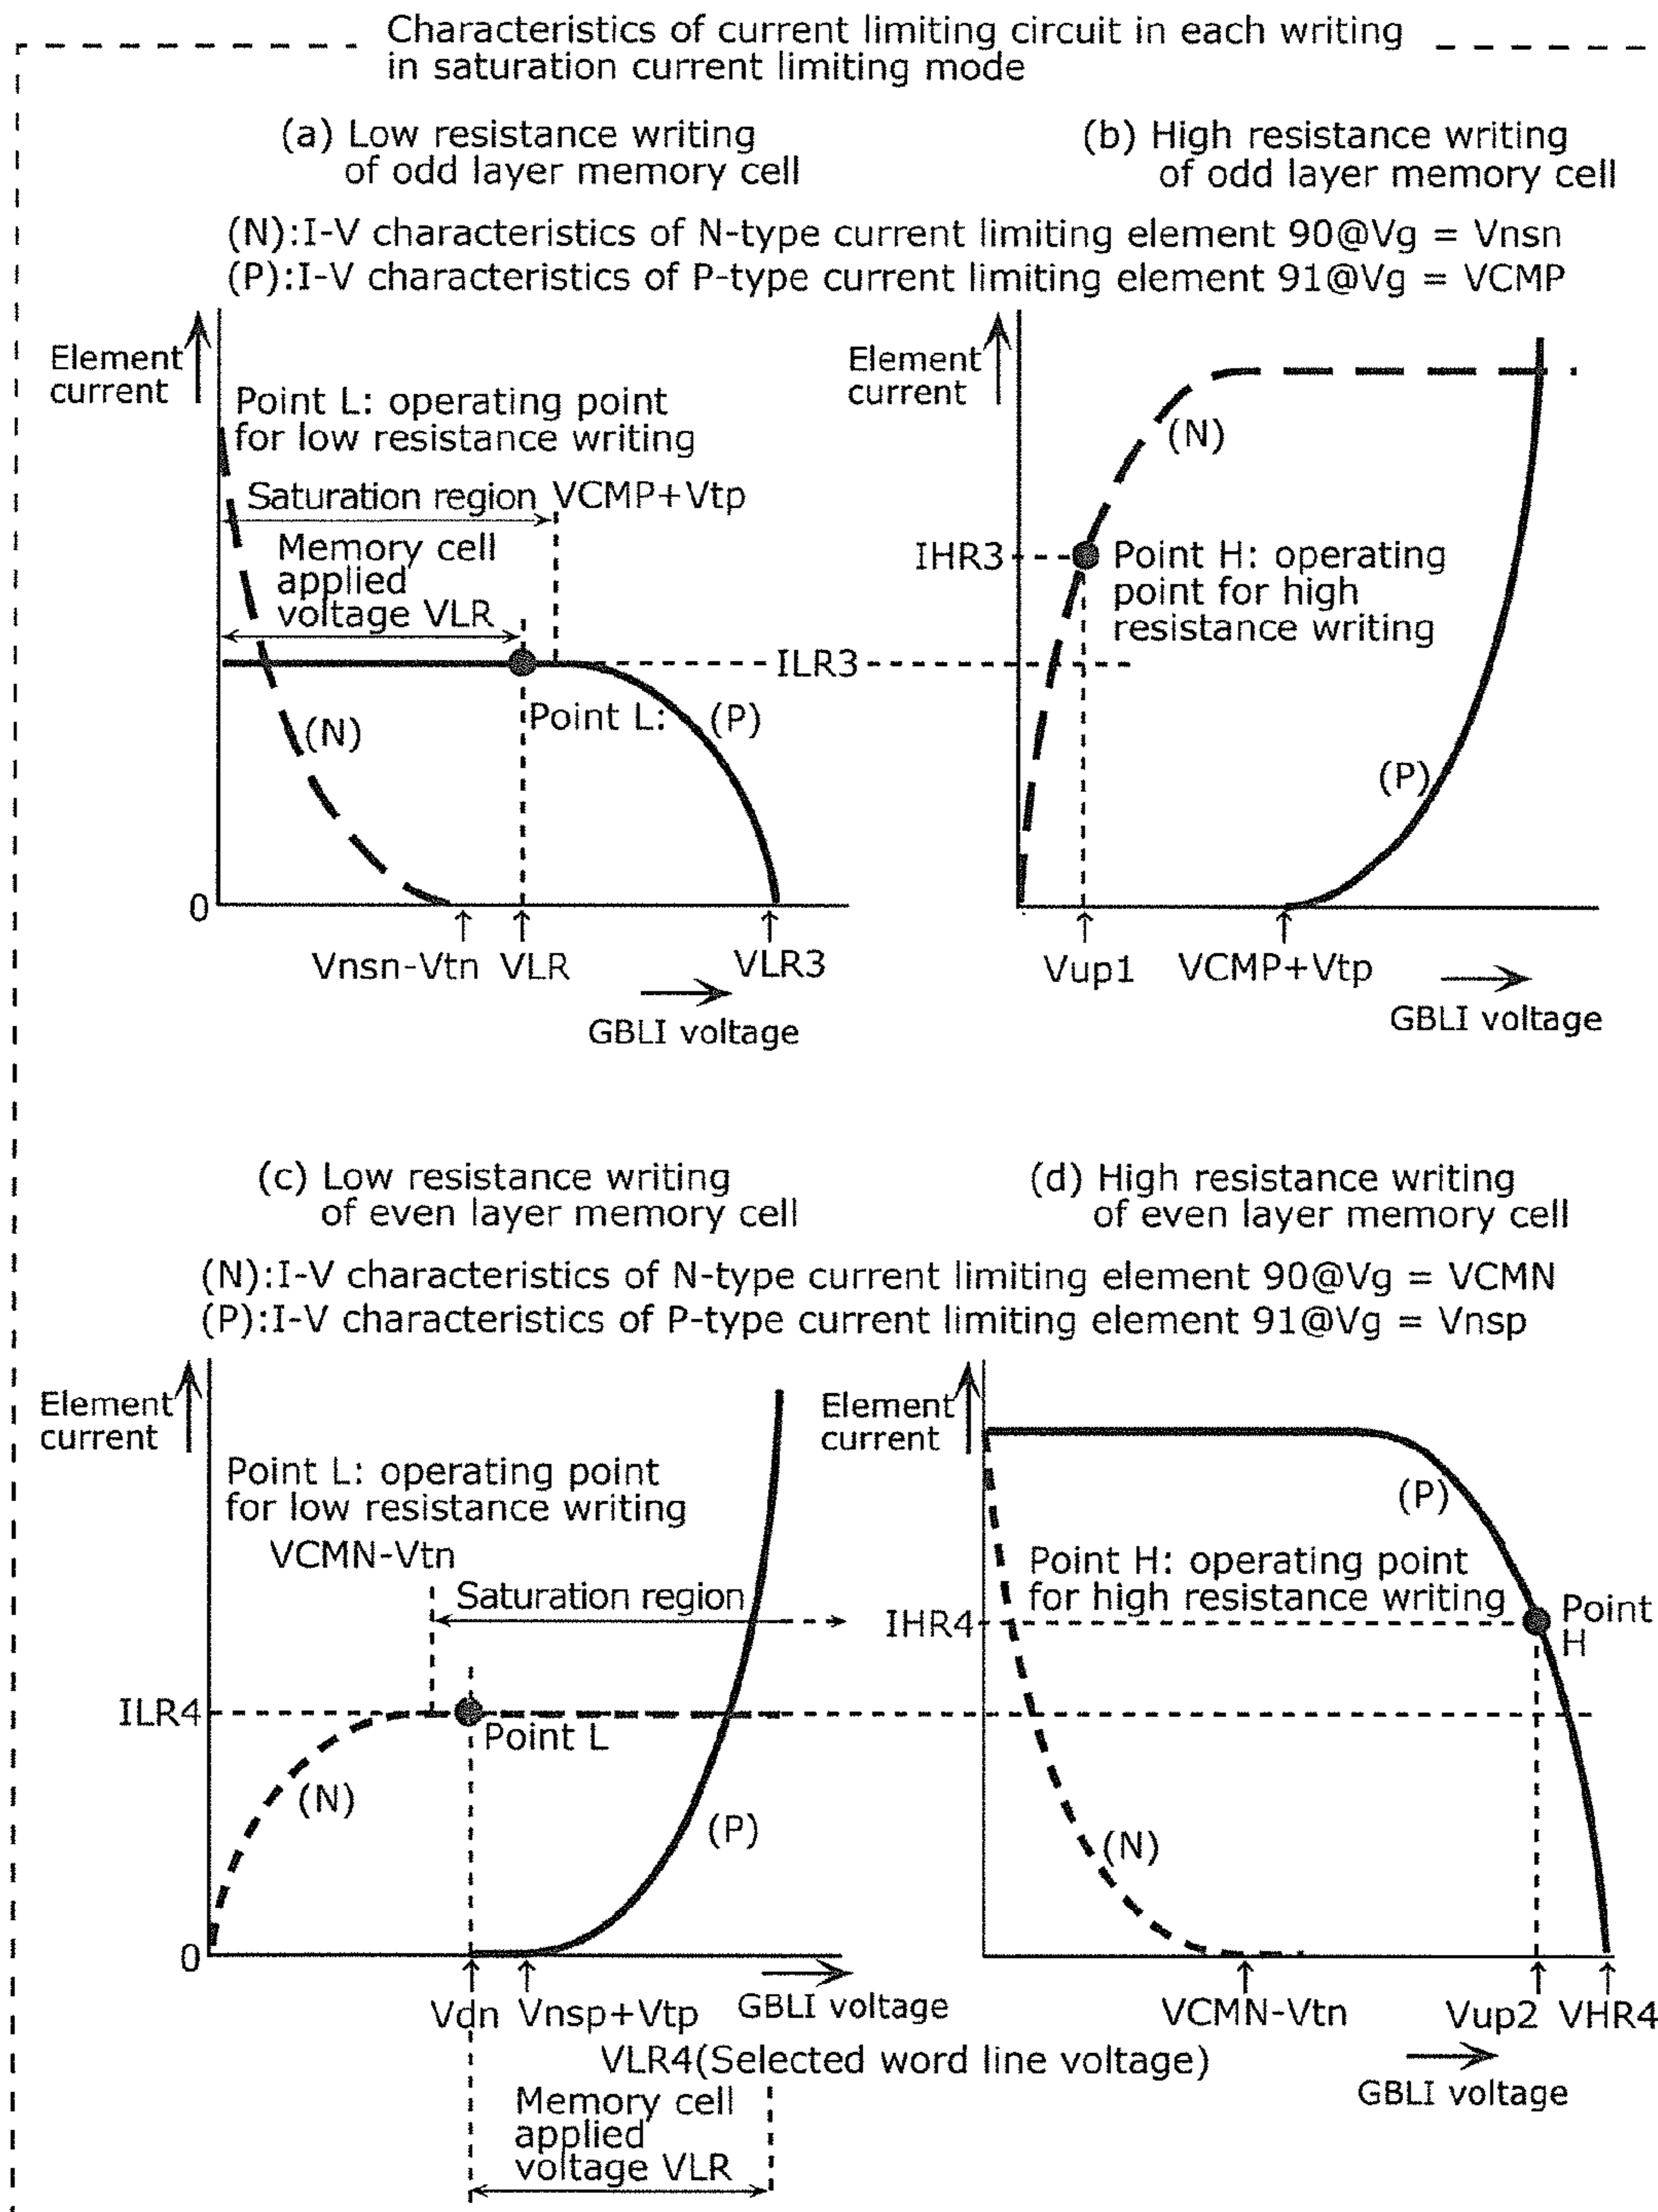 Characteristics of current limiting circuit in each writing
in saturation current limiting mode
(a) Low resistance writing
of odd layer memory cell
(b) High resistance writing
of odd layer memory cell
(N):I-V characteristics of N-type current limiting element 90@Vg = Vnsn
(P):I-V characteristics of P-type current limiting element 91@Vg = VCMP
Element
current
Point L: operating point
for low resistance writing
Saturation region
VCMP+Vtp
Memory cell
applied
voltage VLR
ILR3
Point L:
(P)
(N)
0
Vnsn-Vtn
VLR
VLR3
GBLI voltage
Element
current
(N)
IHR3
Point H: operating
point for high
resistance writing
(P)
Vup1
VCMP+Vtp
GBLI voltage
(c) Low resistance writing
of even layer memory cell
(d) High resistance writing
of even layer memory cell
(N):I-V characteristics of N-type current limiting element 90@Vg = VCMN
(P):I-V characteristics of P-type current limiting element 91@Vg = Vnsp
Element
current
Point L: operating point
for low resistance writing
VCMN-Vtn
Saturation region
ILR4
Point L
(N)
(P)
0
Vdn
Vnsp+Vtp
GBLI voltage
VLR4(Selected word line voltage)
Memory cell
applied
voltage VLR
Element
current
(P)
Point H: operating point
for high resistance writing
IHR4
Point
H
(N)
VCMN-Vtn
Vup2
VHR4
GBLI voltage